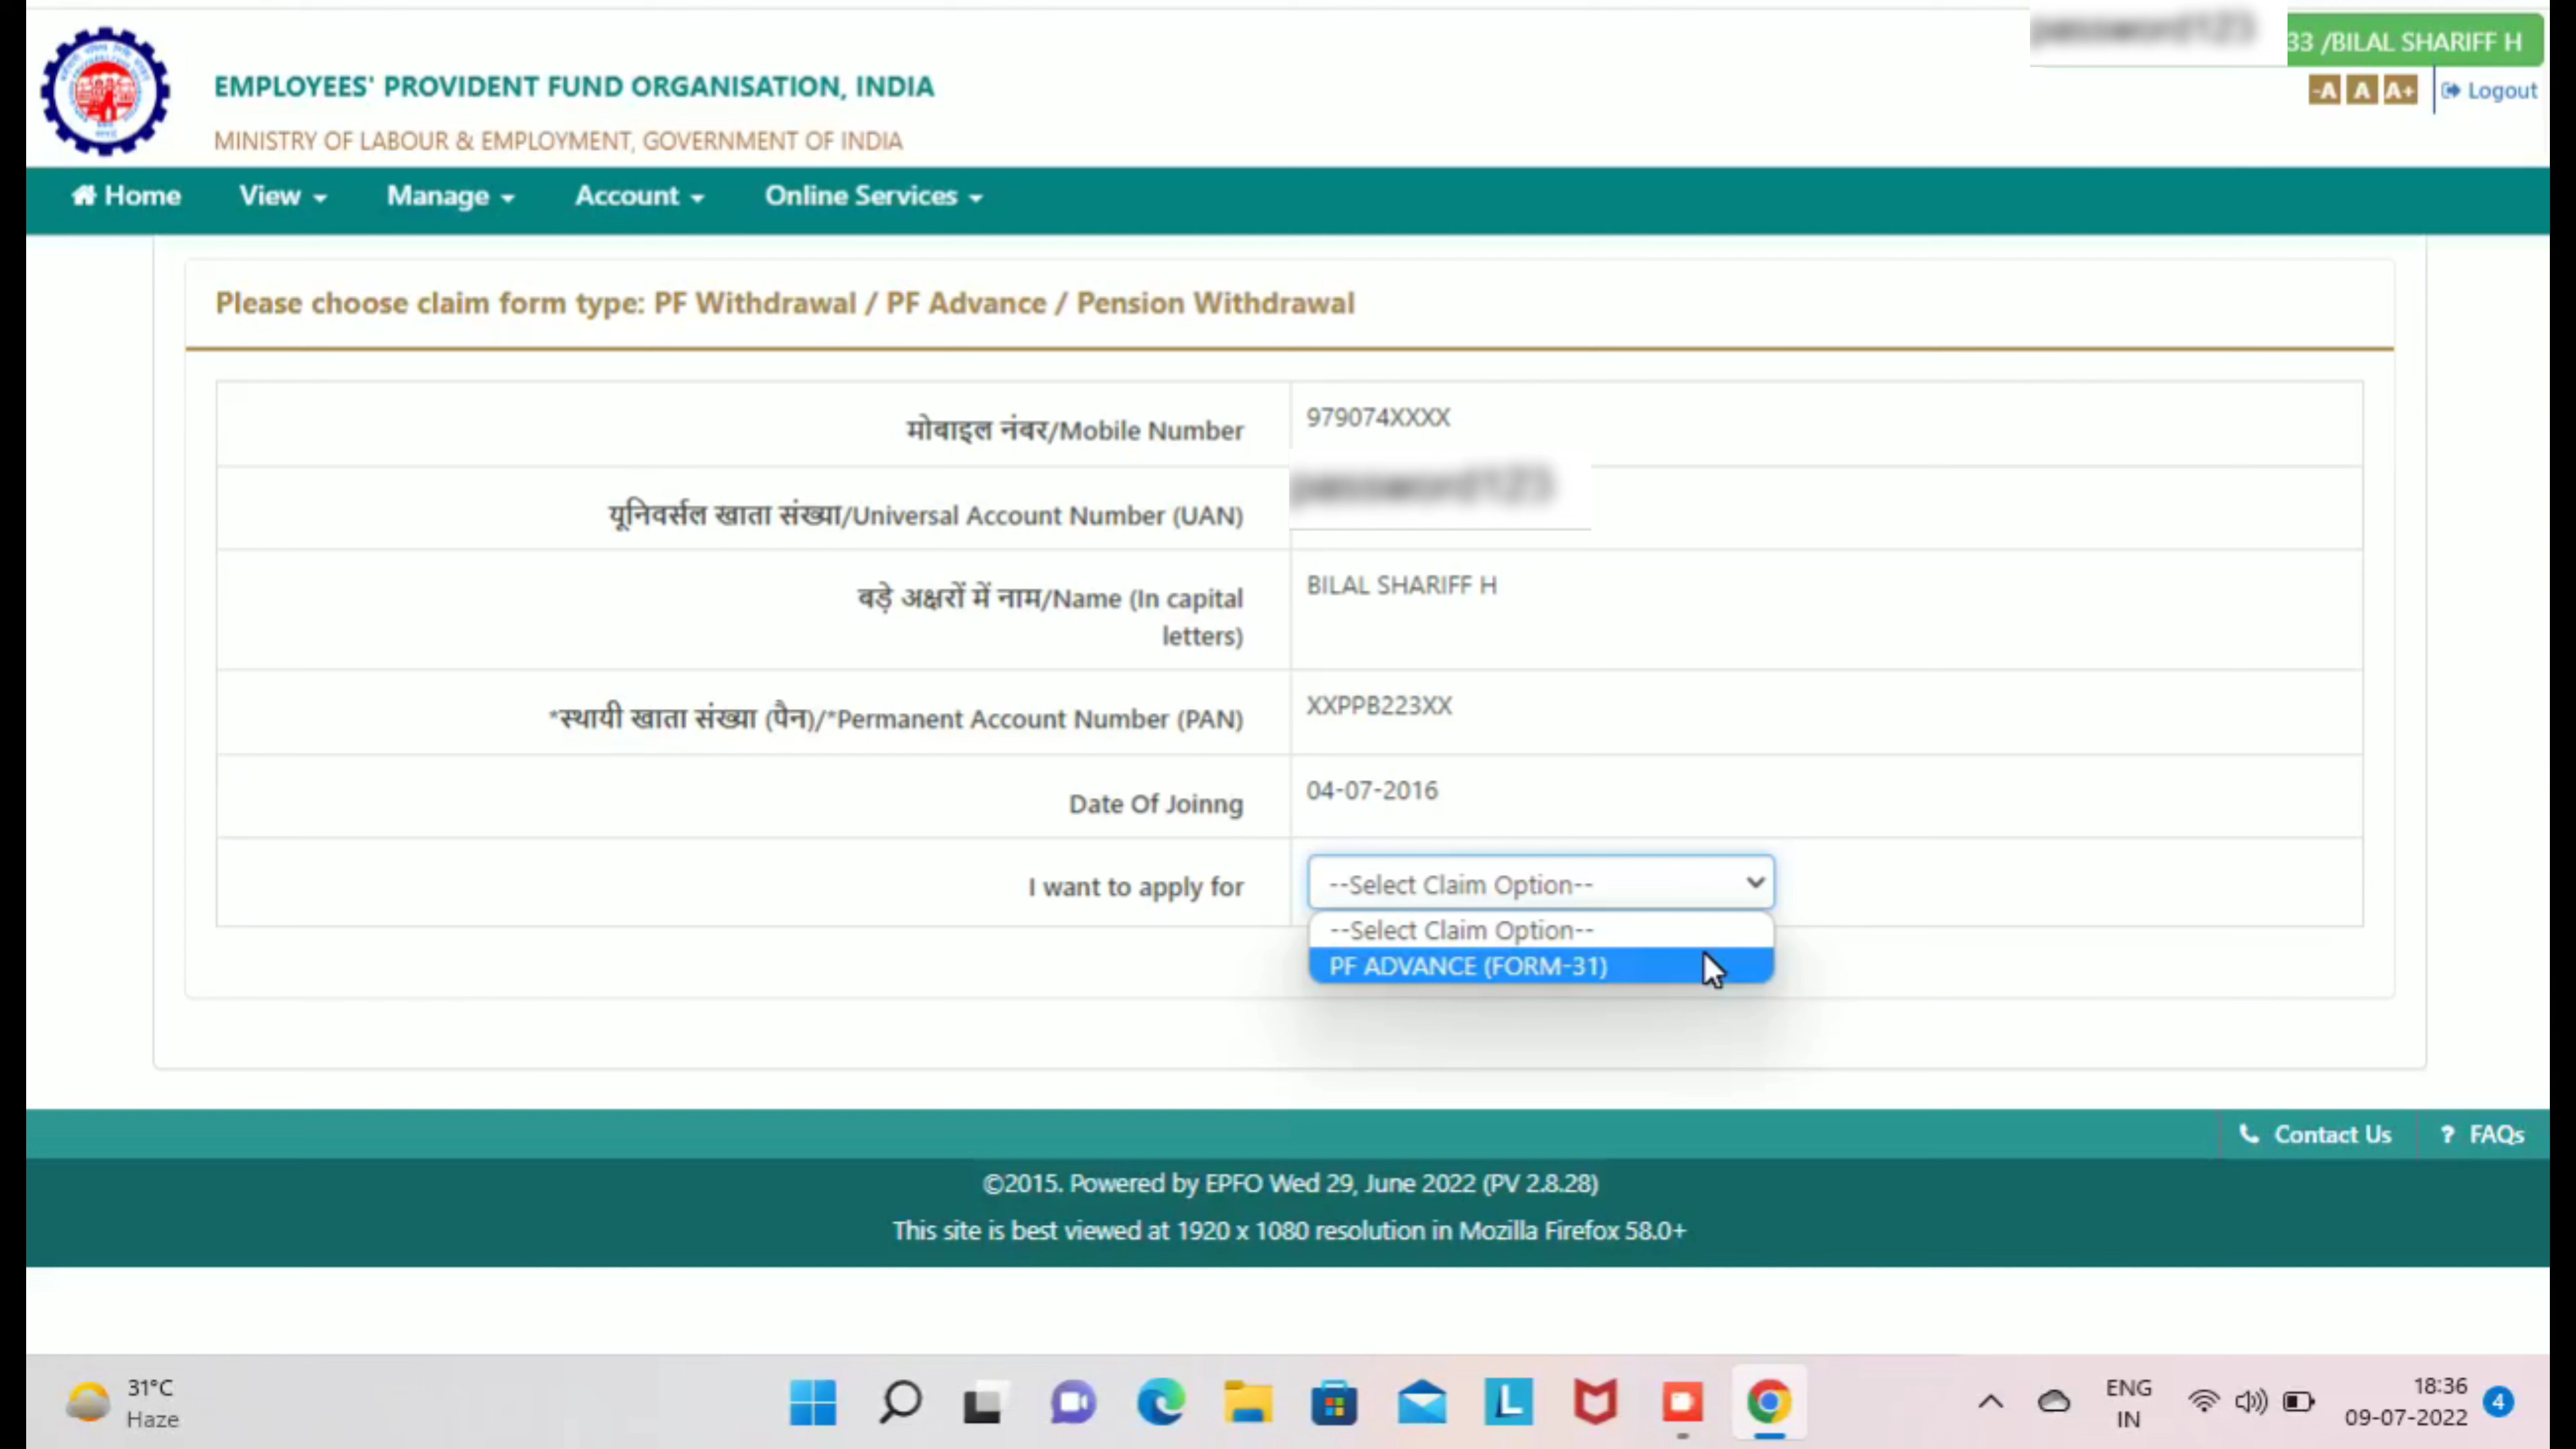 password123
33 /BILAL SHARIFF H
EMPLOYEES' PROVIDENT FUND ORGANISATION, INDIA
-A A A+ Logout
MINISTRY OF LABOUR & EMPLOYMENT, GOVERNMENT OF INDIA
Home View Manage Account Online Services
Please choose claim form type: PF Withdrawal / PF Advance / Pension Withdrawal
मोबाइल नंबर/Mobile Number 979074XXXX
यूनिवर्सल खाता संख्या/Universal Account Number (UAN) password123
बड़े अक्षरों में नाम/Name (In capital letters) BILAL SHARIFF H
*स्थायी खाता संख्या (पैन)/*Permanent Account Number (PAN) XXPPB223XX
Date Of Joinng 04-07-2016
I want to apply for --Select Claim Option--
--Select Claim Option--
PF ADVANCE (FORM-31)
Contact Us ? FAQs
©2015. Powered by EPFO Wed 29, June 2022 (PV 2.8.28)
This site is best viewed at 1920 x 1080 resolution in Mozilla Firefox 58.0+
31°C
Haze
L
ENG
IN
18:36
09-07-2022
4